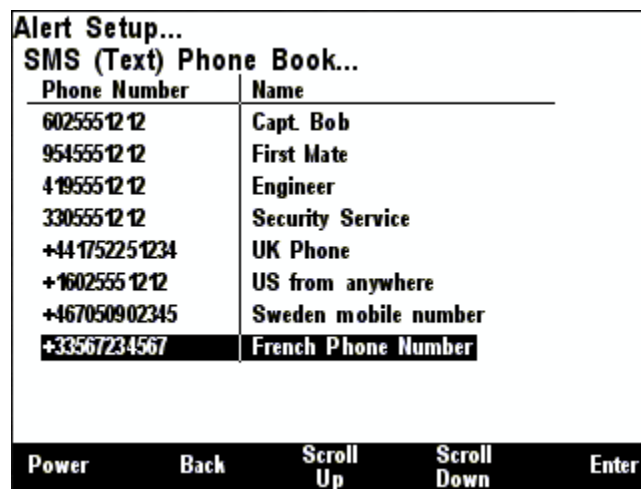 Alert Setup...
SMS (Text) Phone Book...
Phone Number Name
6025551212 Capt. Bob
9545551212 First Mate
4195551212 Engineer
3305551212 Security Service
+441752251234 UK Phone
+16025551212 US from anywhere
+467050902345 Sweden mobile number
+33567234567 French Phone Number
Power Back Scroll Up Scroll Down Enter